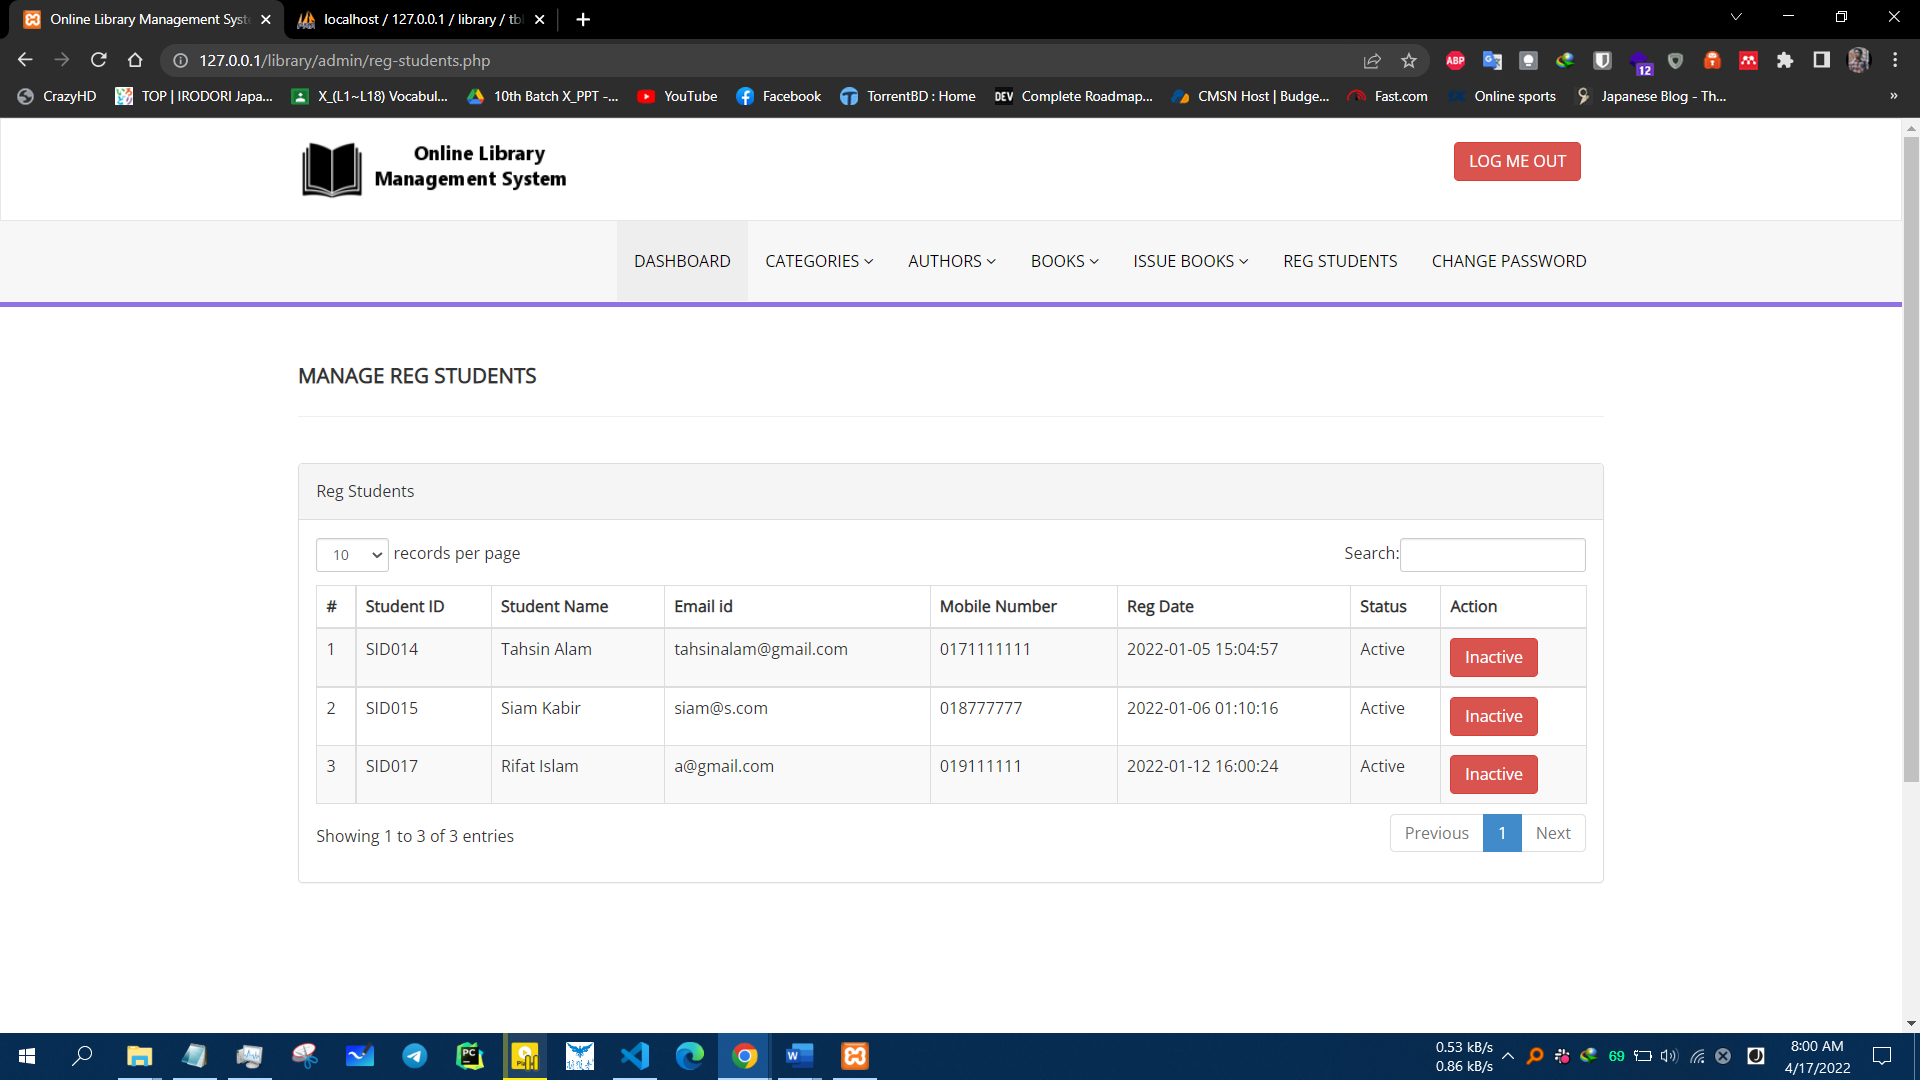 Online Library Management Syst
localhost / 127.0.0.1 / library / tb
127.0.0.1/library/admin/reg-students.php
ABP
12
CrazyHD
TOP | IRODORI Japa...
X_(L1~L18) Vocabul...
10th Batch X_PPT -...
YouTube
Facebook
TorrentBD : Home
DEV
Complete Roadmap...
CMSN Host | Budge...
Fast.com
Online sports
Japanese Blog - Th...
»
Online Library
Management System
LOG ME OUT
DASHBOARD
CATEGORIES
AUTHORS
BOOKS
ISSUE BOOKS
REG STUDENTS
CHANGE PASSWORD
MANAGE REG STUDENTS
Reg Students
10 records per page
Search:
# Student ID Student Name Email id Mobile Number Reg Date Status Action
1 SID014 Tahsin Alam tahsinalam@gmail.com 0171111111 2022-01-05 15:04:57 Active Inactive
2 SID015 Siam Kabir siam@s.com 018777777 2022-01-06 01:10:16 Active Inactive
3 SID017 Rifat Islam a@gmail.com 019111111 2022-01-12 16:00:24 Active Inactive
Showing 1 to 3 of 3 entries
Previous 1 Next
PC
W
0.53 kB/s
0.86 kB/s
69
8:00 AM
4/17/2022